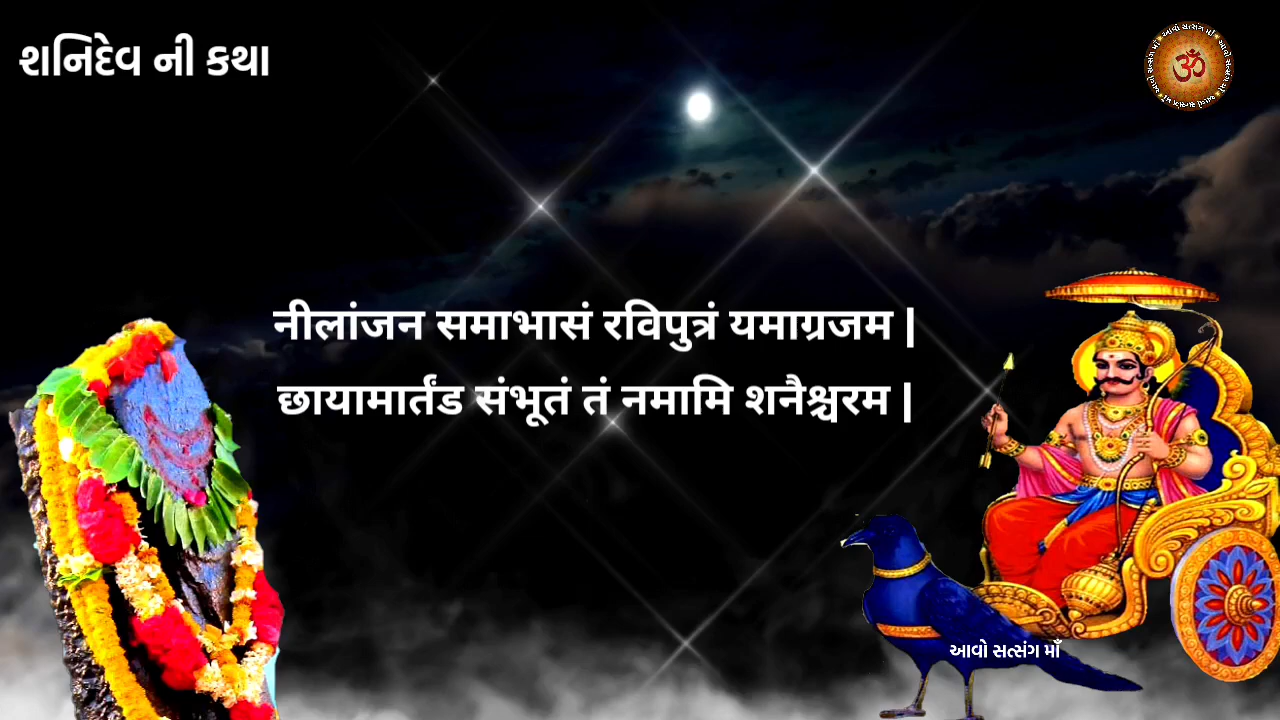 શનિદેવ ની કથા
ૐ
नीलांजन समाभासं रविपुत्रं यमाग्रजम |
छायामार्तंड संभूतं तं नमामि शनैश्चरम |
આવો સત્સંગ માઁ